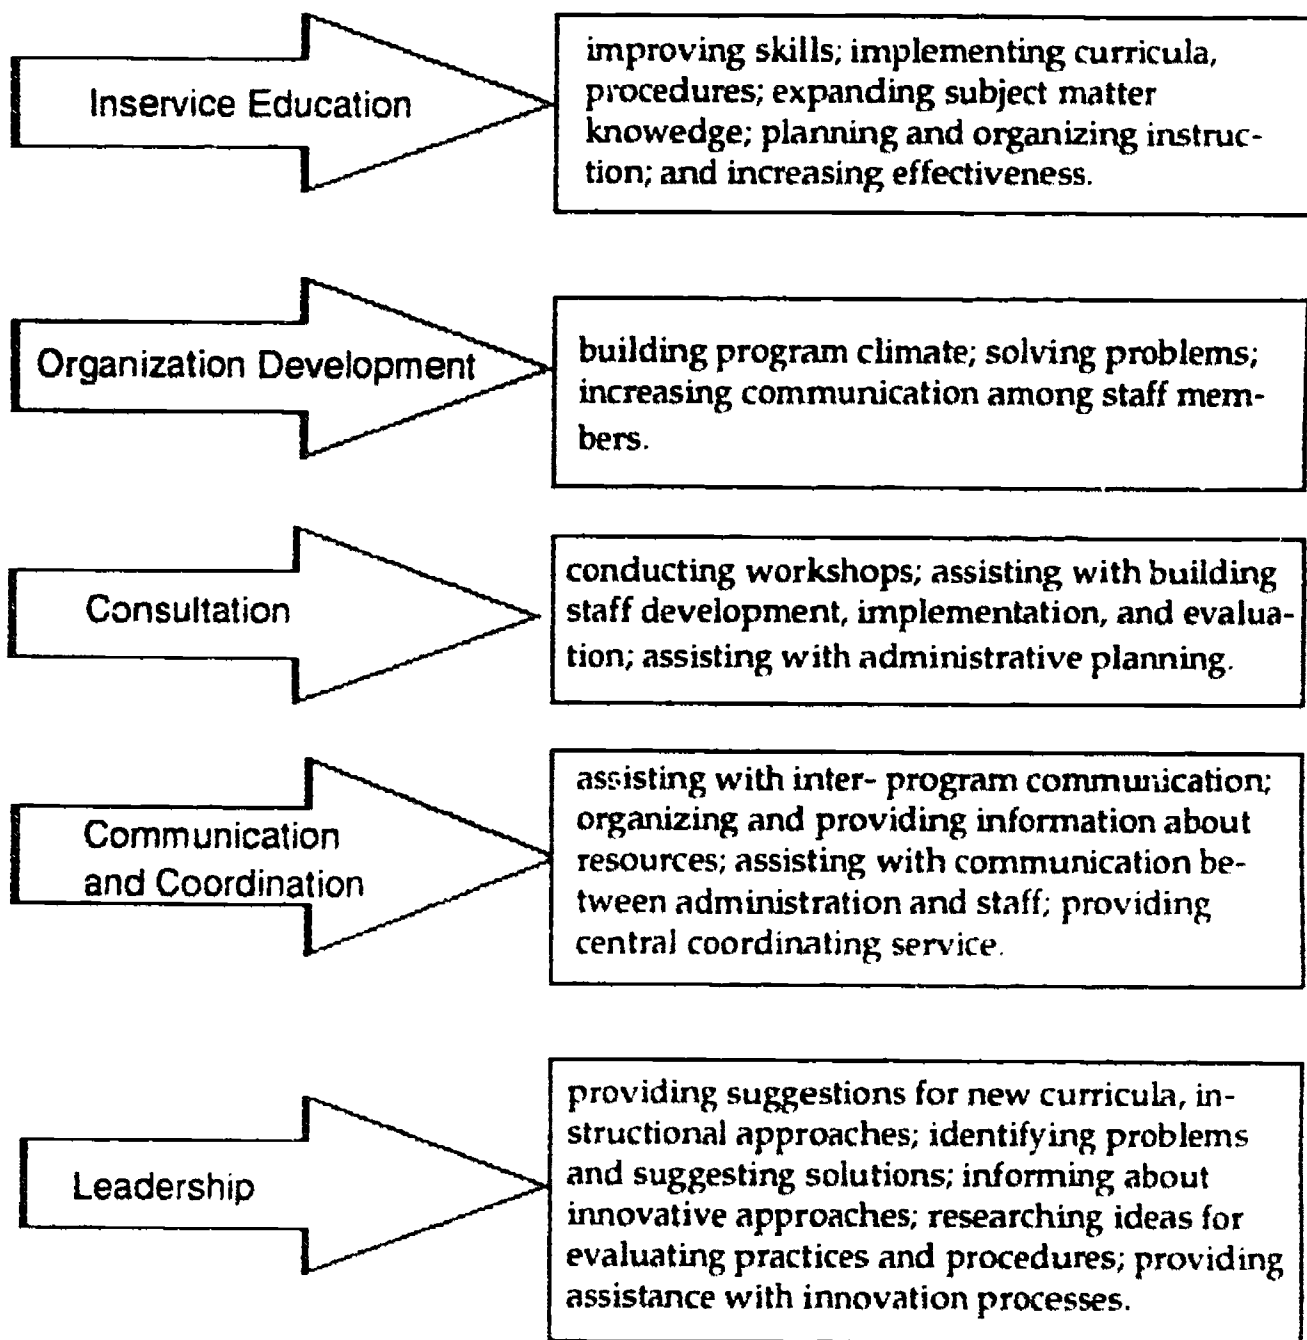 Inservice Education
improving skills; implementing curricula,
procedures; expanding subject matter
knowedge; planning and organizing instruc-
tion; and increasing effectiveness.
Organization Development
building program climate; solving problems;
increasing communication among staff mem-
bers.
Consultation
conducting workshops; assisting with building
staff development, implementation, and evalua-
tion; assisting with administrative planning.
Communication
and Coordination
assisting with inter- program communication;
organizing and providing information about
resources; assisting with communication be-
tween administration and staff; providing
central coordinating service.
Leadership
providing suggestions for new curricula, in-
structional approaches; identifying problems
and suggesting solutions; informing about
innovative approaches; researching ideas for
evaluating practices and procedures; providing
assistance with innovation processes.